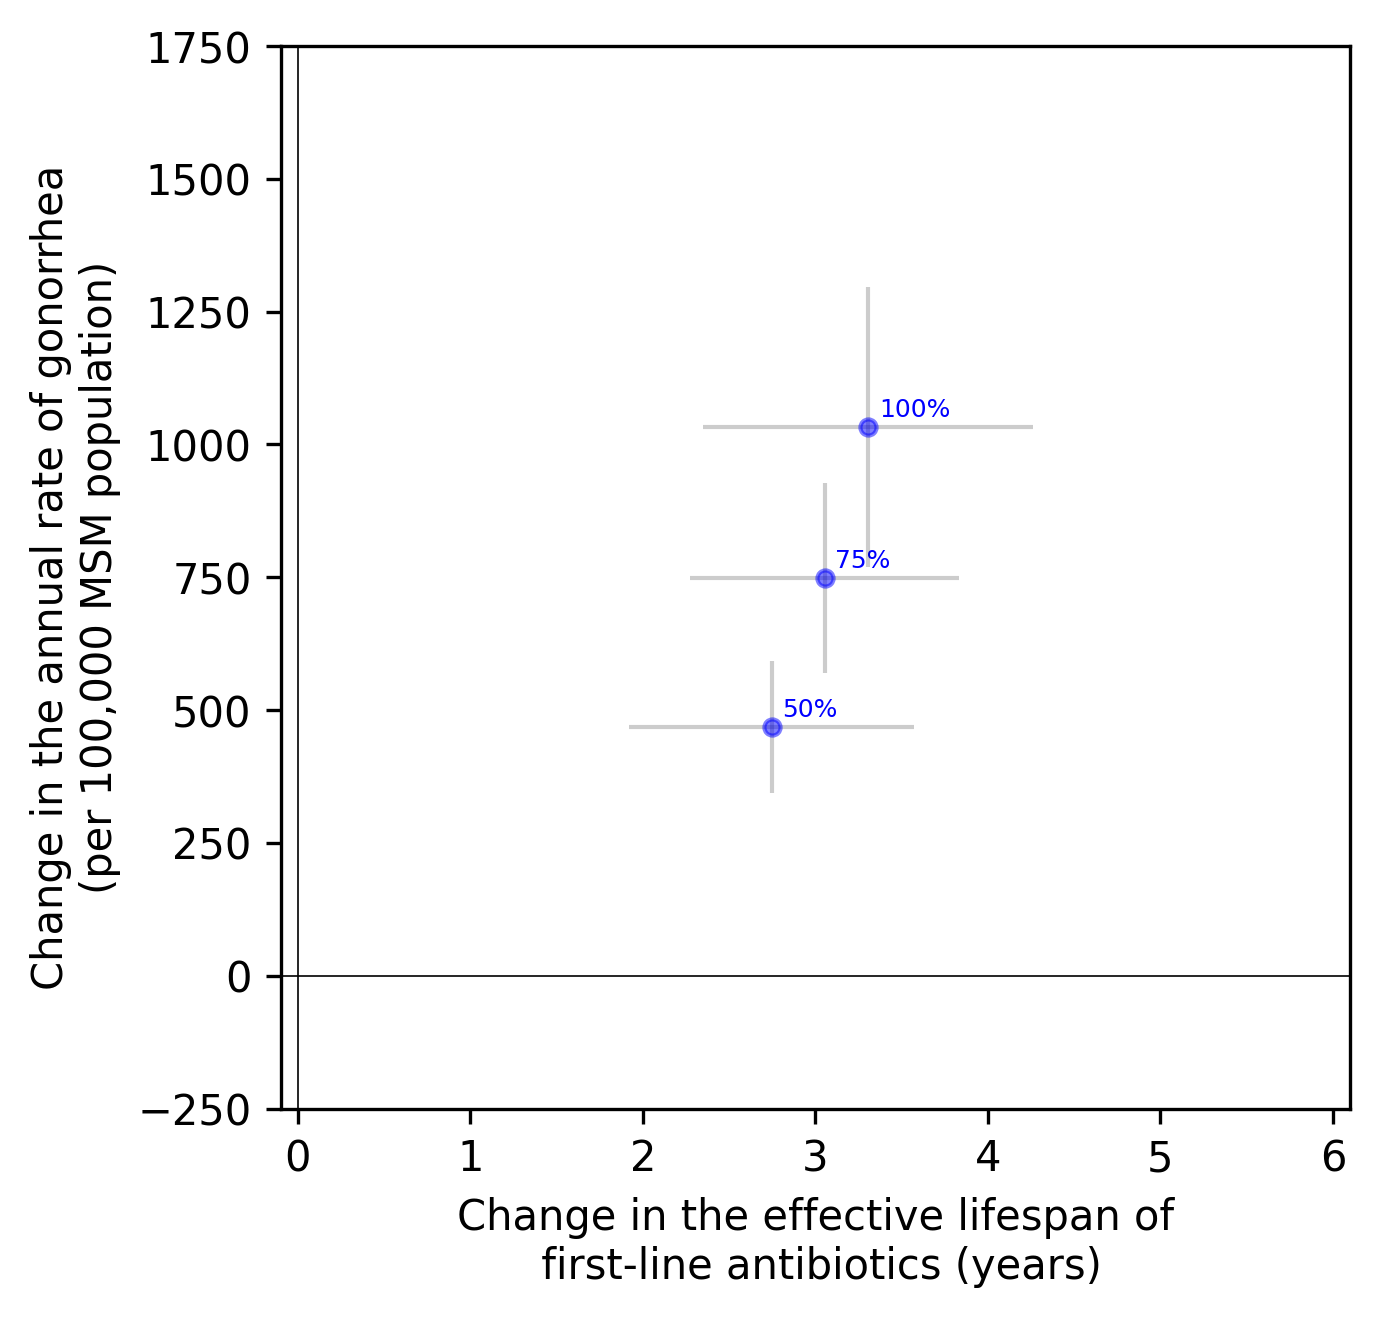 1750
1500
1250
1000
750
500
250
0
−250
Change in the annual rate of gonorrhea
(per 100,000 MSM population)
100%
75%
50%
0 1 2 3 4 5 6
Change in the effective lifespan of
first-line antibiotics (years)